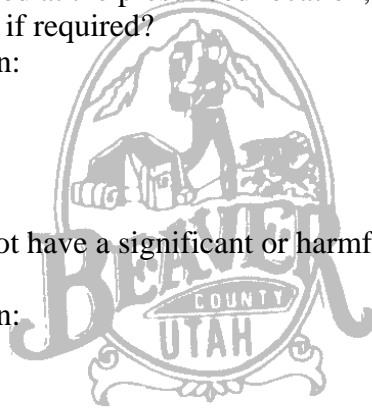 if required?
n:
ot have a significant or harmf
BEAVER
COUNTY
UTAH
n: